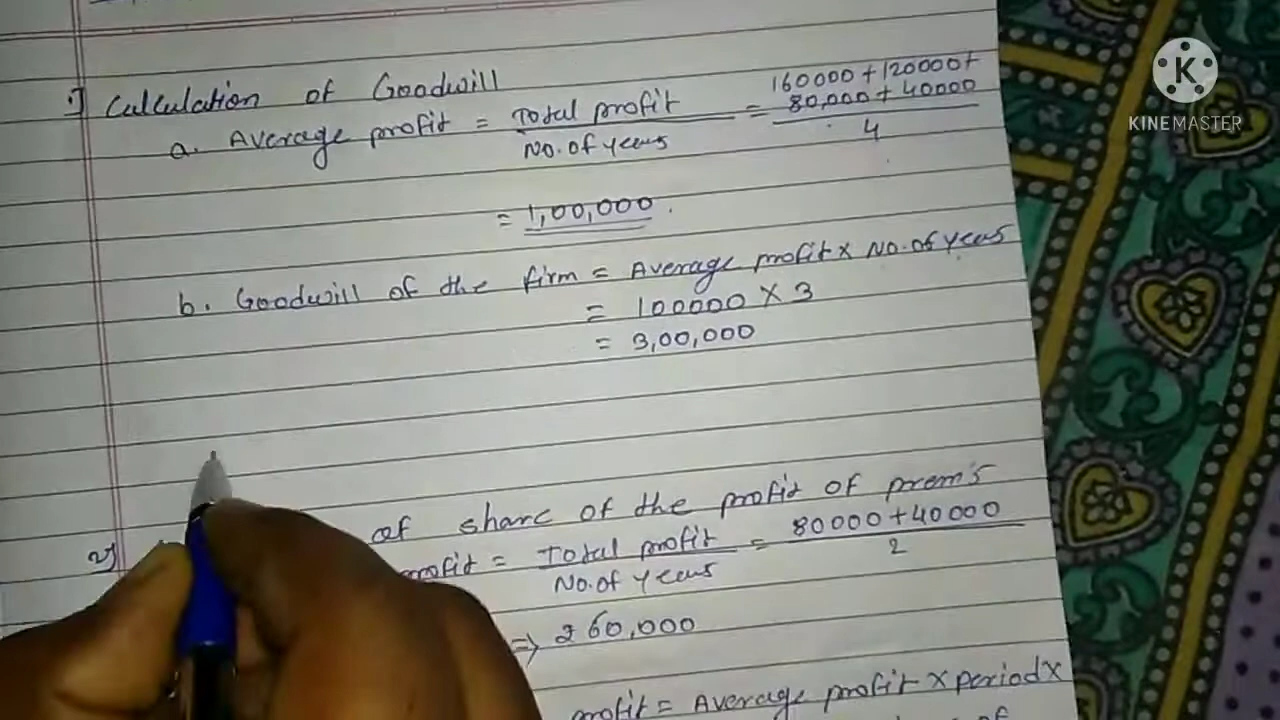 1] Calculation of Goodwill
a. Average profit = Total profit / No. of years = 160000 + 120000 + 80,000 + 40000 / 4
= 1,00,000.
b. Goodwill of the firm = Average profit x No. of years
= 100000 x 3
= 3,00,000
2) of share of the profit of prem's
profit = Total profit / No. of years = 80000 + 40000 / 2
⇒ ₹ 60,000
profit = Average profit x period x
of
K
KINEMASTER